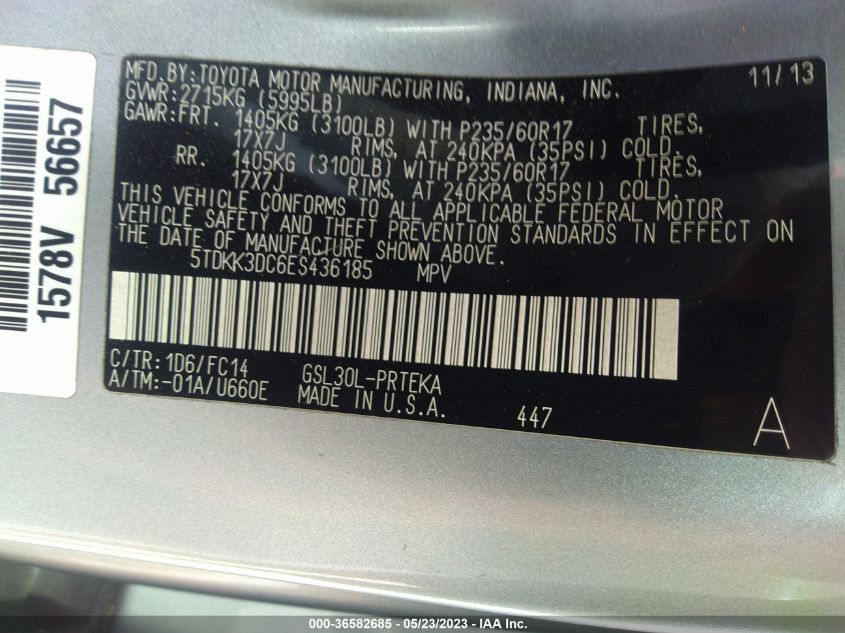 1578V 56657
MFD.BY:TOYOTA MOTOR MANUFACTURING, INDIANA, INC. 11/13
GVWR:2715KG (5995LB)
GAWR:FRT. 1405KG (3100LB) WITH P235/60R17 TIRES,
17X7J RIMS, AT 240KPA (35PSI) COLD.
RR. 1405KG (3100LB) WITH P235/60R17 TIRES,
17X7J RIMS, AT 240KPA (35PSI) COLD.
THIS VEHICLE CONFORMS TO ALL APPLICABLE FEDERAL MOTOR
VEHICLE SAFETY AND THEFT PREVENTION STANDARDS IN EFFECT ON
THE DATE OF MANUFACTURE SHOWN ABOVE.
5TDKK3DC6ES436185 MPV
C/TR:1D6/FC14 GSL30L-PRTEKA
A/TM:-01A/U660E MADE IN U.S.A. 447 A
000-36582685 - 05/23/2023 - IAA Inc.